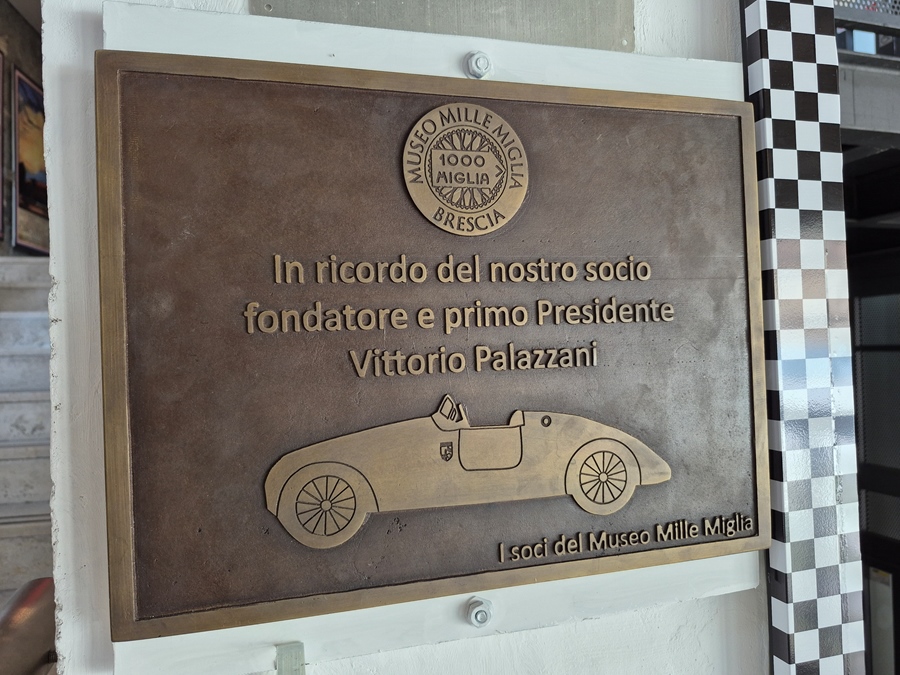 MUSEO MILLE MIGLIA
1000
MIGLIA
BRESCIA
In ricordo del nostro socio
fondatore e primo Presidente
Vittorio Palazzani
I soci del Museo Mille Miglia